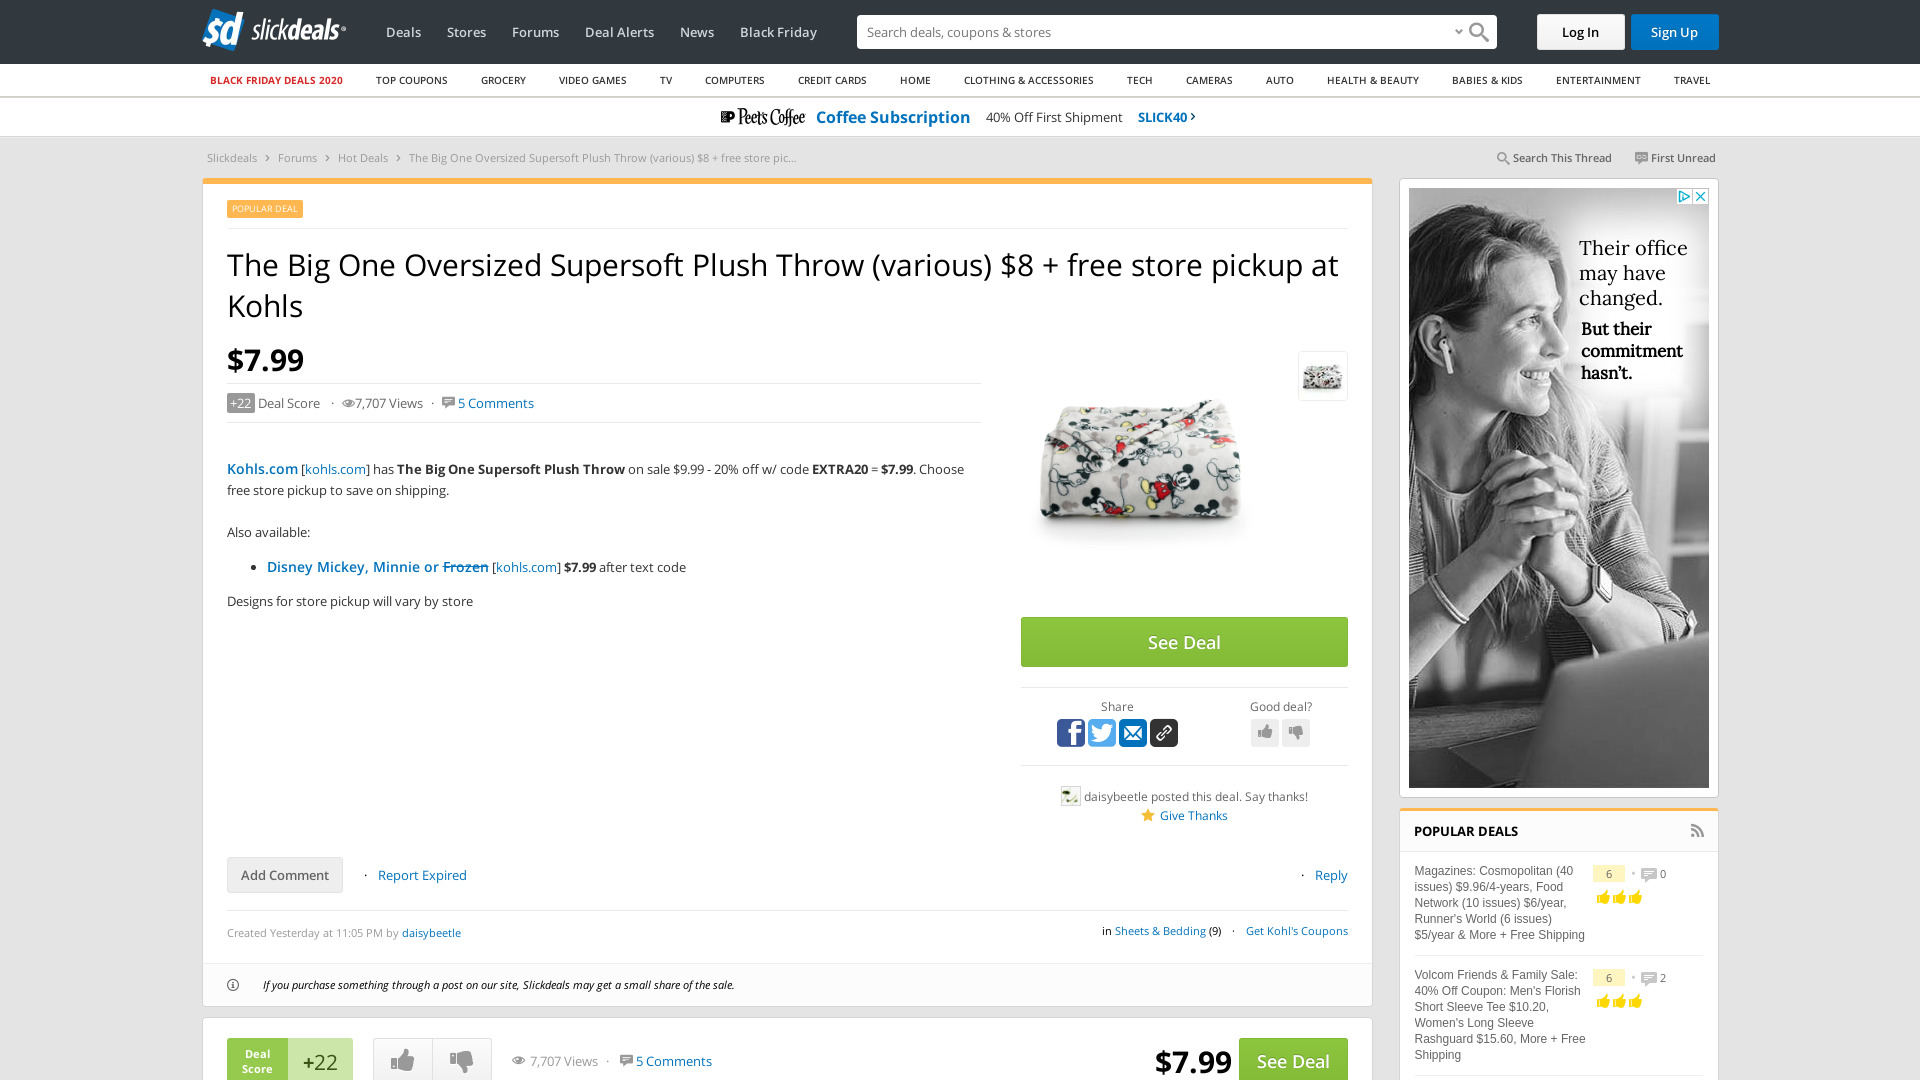 slickdeals
Deals Stores Forums Deal Alerts News Black Friday
Search deals, coupons & stores
Log In
Sign Up
BLACK FRIDAY DEALS 2020 TOP COUPONS GROCERY VIDEO GAMES TV COMPUTERS CREDIT CARDS HOME CLOTHING & ACCESSORIES TECH CAMERAS AUTO HEALTH & BEAUTY BABIES & KIDS ENTERTAINMENT TRAVEL
Peet's Coffee Coffee Subscription 40% Off First Shipment SLICK40
Slickdeals Forums Hot Deals The Big One Oversized Supersoft Plush Throw (various) $8 + free store pic...
Search This Thread First Unread
POPULAR DEAL
The Big One Oversized Supersoft Plush Throw (various) $8 + free store pickup at
Kohls
$7.99
+22 Deal Score · 7,707 Views · 5 Comments
Kohls.com [kohls.com] has The Big One Supersoft Plush Throw on sale $9.99 - 20% off w/ code EXTRA20 = $7.99. Choose
free store pickup to save on shipping.
Also available:
Disney Mickey, Minnie or Frozen [kohls.com] $7.99 after text code
Designs for store pickup will vary by store
See Deal
Share
Good deal?
daisybeetle posted this deal. Say thanks!
Give Thanks
Add Comment · Report Expired
· Reply
Created Yesterday at 11:05 PM by daisybeetle
in Sheets & Bedding (9) · Get Kohl's Coupons
If you purchase something through a post on our site, Slickdeals may get a small share of the sale.
Deal
Score
+22
7,707 Views · 5 Comments
$7.99
See Deal
Their office
may have
changed.
But their
commitment
hasn't.
POPULAR DEALS
Magazines: Cosmopolitan (40
issues) $9.96/4-years, Food
Network (10 issues) $6/year,
Runner's World (6 issues)
$5/year & More + Free Shipping
6 • 0
Volcom Friends & Family Sale:
40% Off Coupon: Men's Florish
Short Sleeve Tee $10.20,
Women's Long Sleeve
Rashguard $15.60, More + Free
Shipping
6 • 2